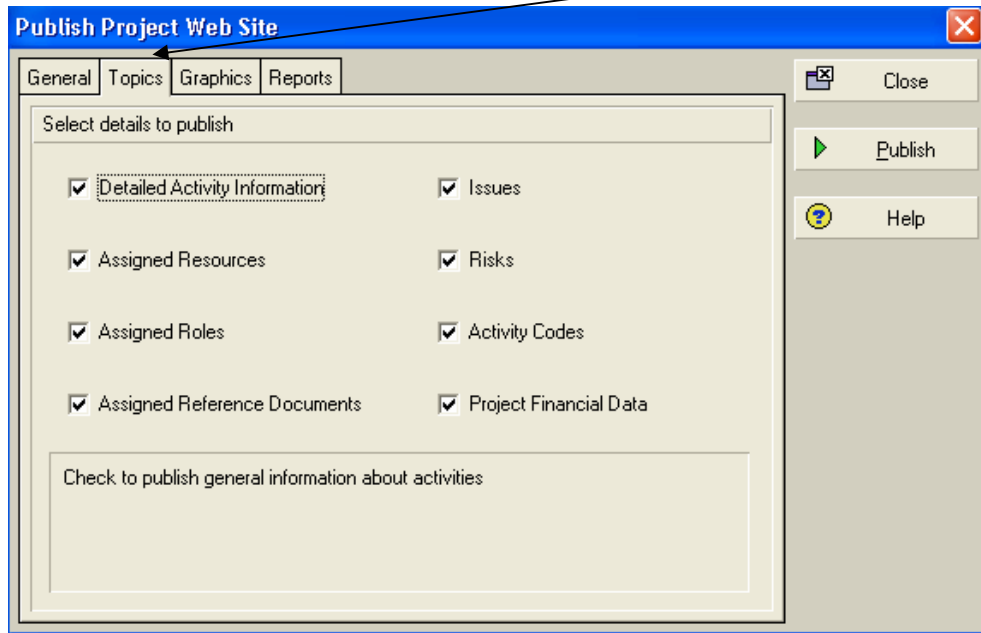 Publish Project Web Site
General Topics Graphics Reports
Close
Select details to publish
Publish
Detailed Activity Information
Issues
Help
Assigned Resources
Risks
Assigned Roles
Activity Codes
Assigned Reference Documents
Project Financial Data
Check to publish general information about activities